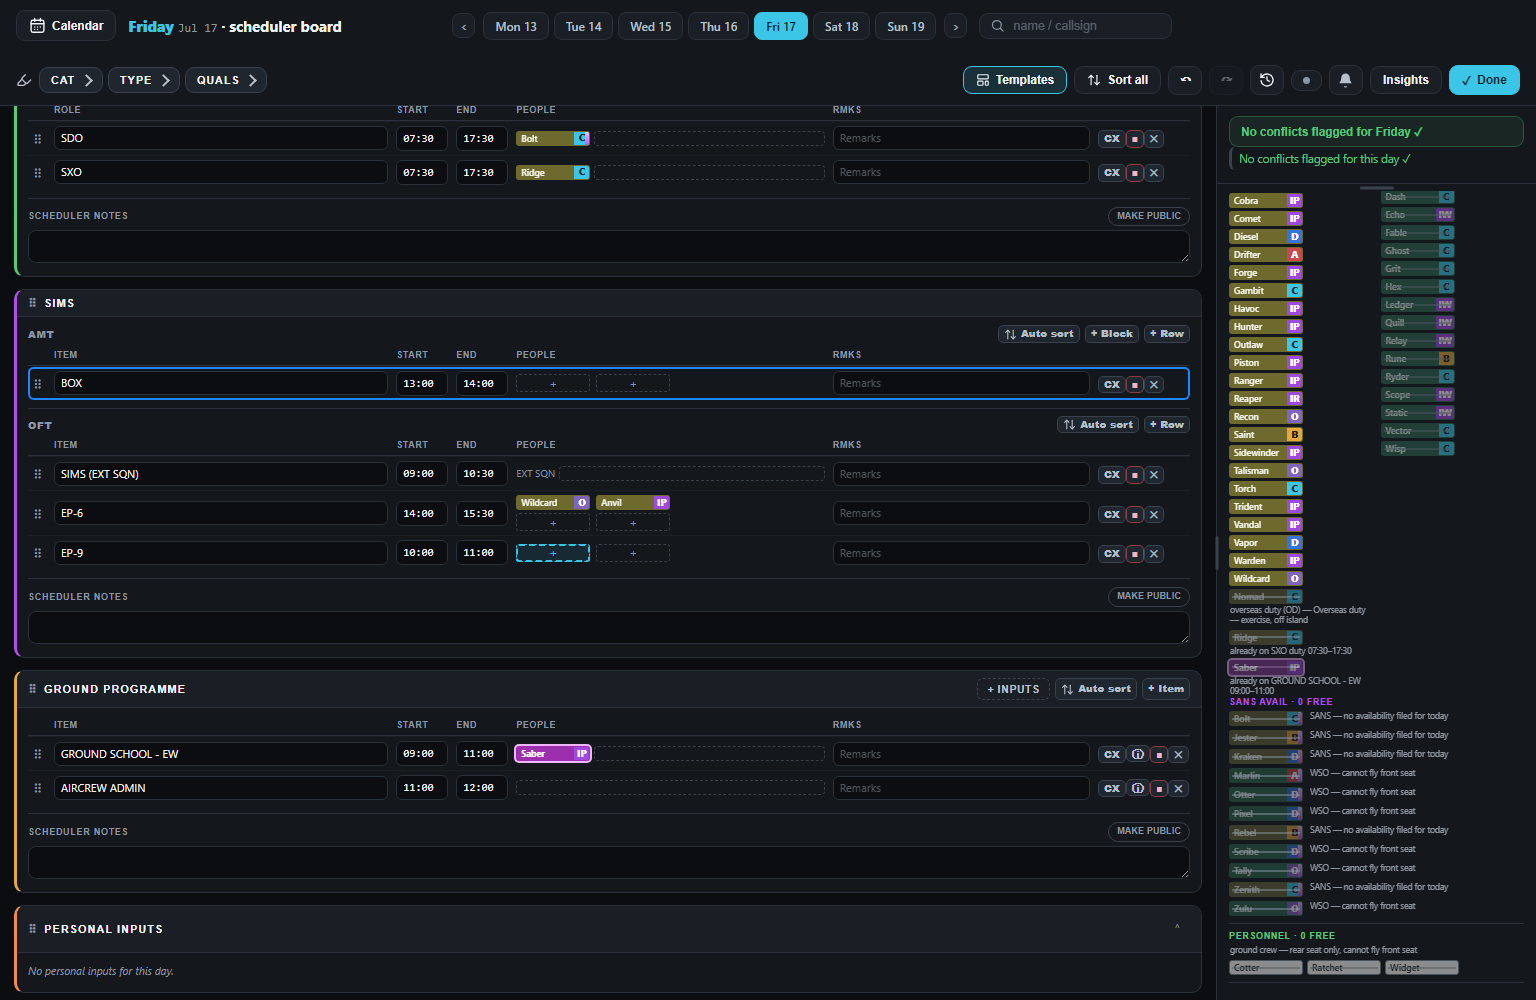 Calendar
Friday Jul 17 · scheduler board
‹ Mon 13 Tue 14 Wed 15 Thu 16 Fri 17 Sat 18 Sun 19 ›
name / callsign
CAT TYPE QUALS
Templates Sort all Insights ✓ Done
ROLE START END PEOPLE RMKS
SDO 07:30 17:30 Bolt C Remarks CX ✕
SXO 07:30 17:30 Ridge C Remarks CX ✕
SCHEDULER NOTES MAKE PUBLIC
SIMS
AMT Auto sort + Block + Row
ITEM START END PEOPLE RMKS
BOX 13:00 14:00 + + Remarks CX ✕
OFT Auto sort + Row
ITEM START END PEOPLE RMKS
SIMS (EXT SQN) 09:00 10:30 EXT SQN Remarks CX ✕
EP-6 14:00 15:30 Wildcard O Anvil IP + + Remarks CX ✕
EP-9 10:00 11:00 + + Remarks CX ✕
SCHEDULER NOTES MAKE PUBLIC
GROUND PROGRAMME + INPUTS Auto sort + Item
ITEM START END PEOPLE RMKS
GROUND SCHOOL - EW 09:00 11:00 Saber IP Remarks CX ✕
AIRCREW ADMIN 11:00 12:00 Remarks CX ✕
SCHEDULER NOTES MAKE PUBLIC
PERSONAL INPUTS ^
No personal inputs for this day.
No conflicts flagged for Friday ✓
No conflicts flagged for this day ✓
Cobra IP
Comet IP
Diesel D
Drifter A
Forge IP
Gambit C
Havoc IP
Hunter IP
Outlaw C
Piston IP
Ranger IP
Reaper IR
Recon O
Saint B
Sidewinder IP
Talisman O
Torch C
Trident IP
Vandal IP
Vapor D
Warden IP
Wildcard O
Nomad C
overseas duty (OD) — Overseas duty
— exercise, off island
Ridge C
already on SXO duty 07:30–17:30
Saber IP
already on GROUND SCHOOL - EW
09:00–11:00
Dash C
Echo IW
Fable C
Ghost C
Grit C
Hex C
Ledger IW
Quill IW
Relay IW
Rune B
Ryder C
Scope IW
Static IW
Vector C
Wisp C
SANS AVAIL · 0 FREE
Bolt C SANS — no availability filed for today
Jester B SANS — no availability filed for today
Kraken D SANS — no availability filed for today
Marlin A WSO — cannot fly front seat
Otter D WSO — cannot fly front seat
Pixel D WSO — cannot fly front seat
Rebel B SANS — no availability filed for today
Scribe D WSO — cannot fly front seat
Tally O WSO — cannot fly front seat
Zenith C SANS — no availability filed for today
Zulu O WSO — cannot fly front seat
PERSONNEL · 0 FREE
ground crew — rear seat only, cannot fly front seat
Cotter Ratchet Widget